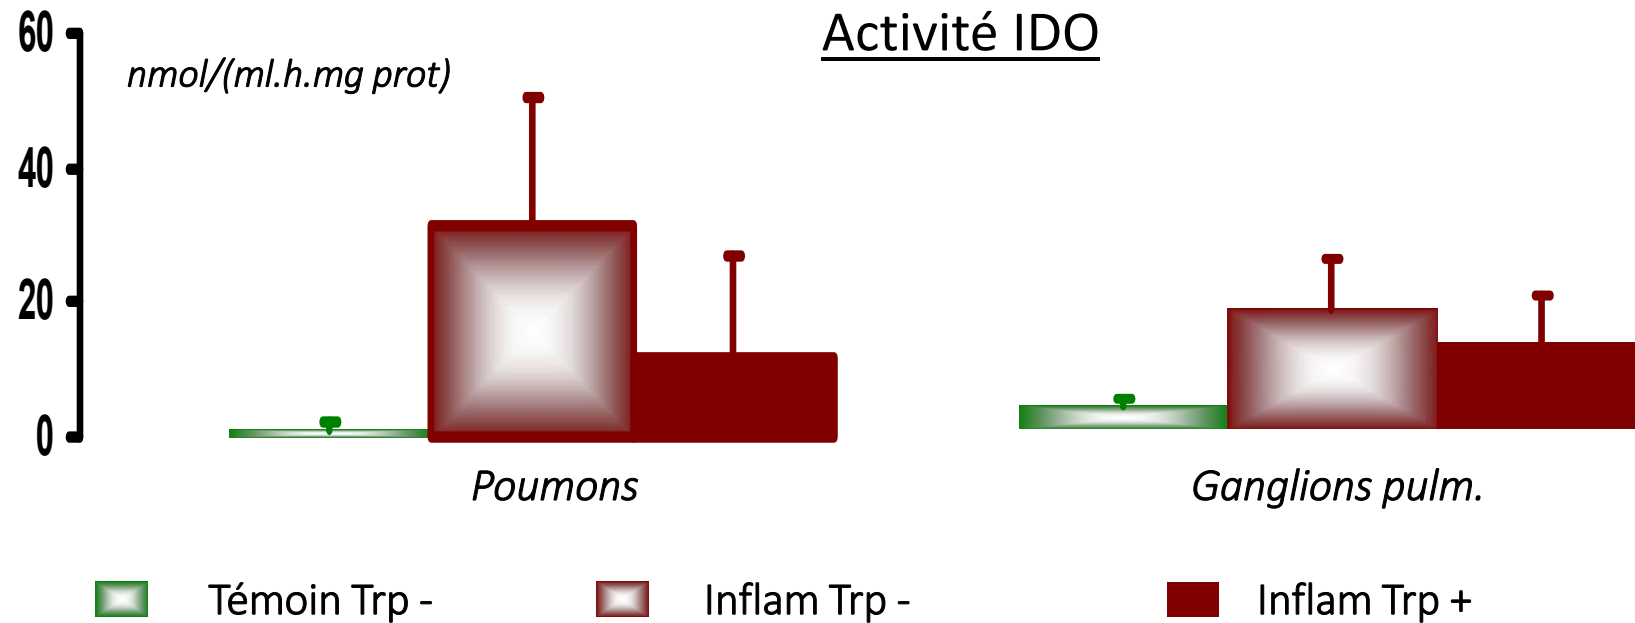 Activité IDO
nmol/(ml.h.mg prot)
60
40
20
0
Poumons
Ganglions pulm.
Témoin Trp -
Inflam Trp -
Inflam Trp +